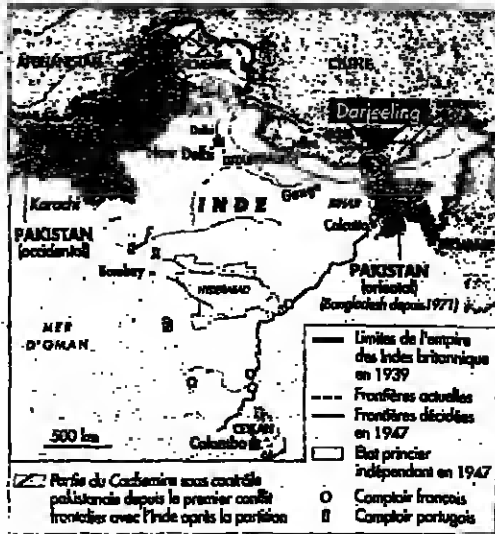 AFGHANISTAN
CHINE
Darjeeling
Delhi
New Delhi
Gange
INDE
BIHAR
Karachi
Calcutta
PAKISTAN
(occidental)
PAKISTAN
(oriental)
(Bangladesh depuis 1971)
Bombay
HYDERABAD
MER
D'OMAN
CEYLAN
Colombo
500 km
Limites de l'empire
des Indes britannique
en 1939
Frontières actuelles
Frontières décidées
en 1947
Etat princier
indépendant en 1947
Partie du Cachemire sous contrôle
pakistanais depuis le premier conflit
frontalier avec l'Inde après la partition
Comptoir français
Comptoir portugais